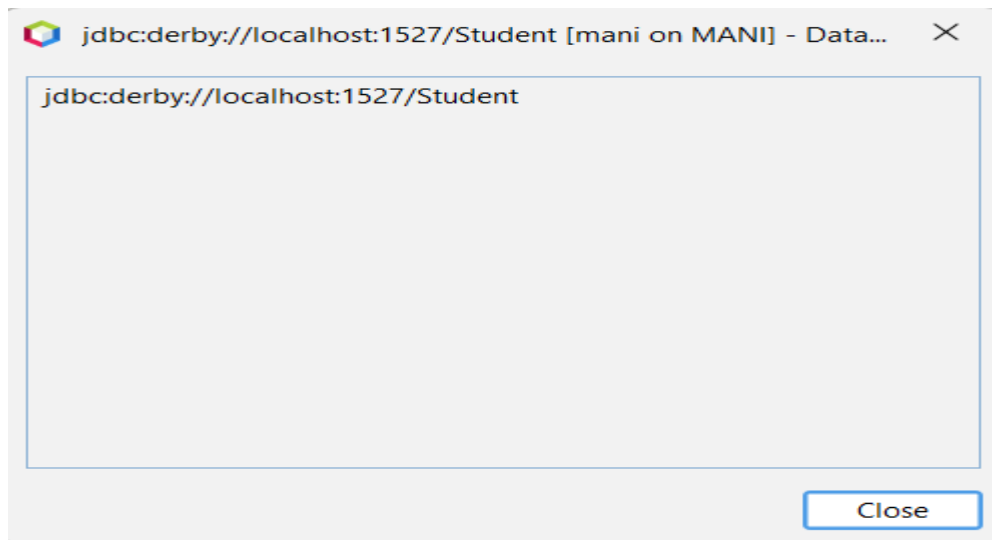 jdbc:derby://localhost:1527/Student [mani on MANI] - Data...
jdbc:derby://localhost:1527/Student
Close